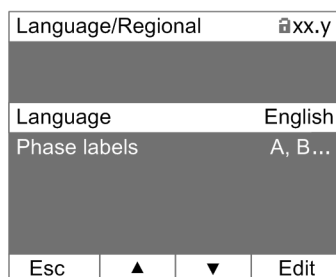 Language/Regional xx.y
Language English
Phase labels A, B...
Esc ▲ ▼ Edit